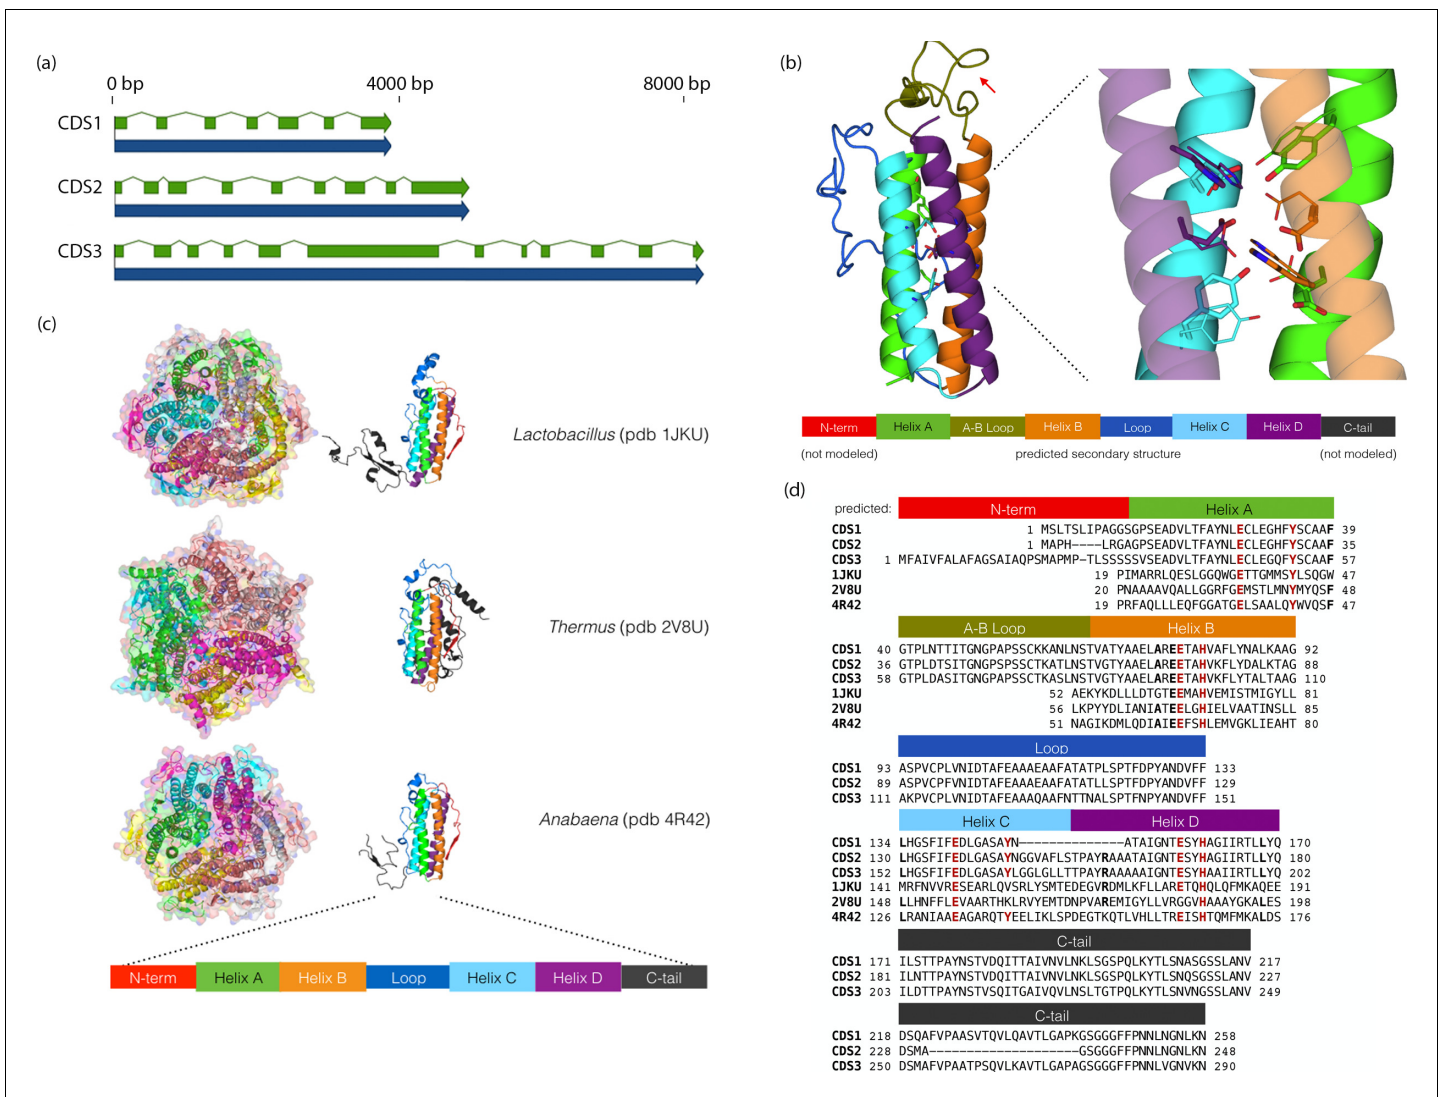 (a)
0 bp 4000 bp 8000 bp
CDS1
CDS2
CDS3
(b)
N-term Helix A A-B Loop Helix B Loop Helix C Helix D C-tail
(not modeled) predicted secondary structure (not modeled)
(c)
Lactobacillus (pdb 1JKU)
Thermus (pdb 2V8U)
Anabaena (pdb 4R42)
N-term Helix A Helix B Loop Helix C Helix D C-tail
(d)
predicted: N-term Helix A
CDS1 1 MSLTSLIPAGGSGPSEADVLTFAYNLECLEGHFYSCAAF 39
CDS2 1 MAPH----LRGAGPSEADVLTFAYNLECLEGHFYSCAAF 35
CDS3 1 MFAIVFALAFAGSAIAQPSMAPMP-TLSSSSSVSEADVLTFAYNLECLEGQFYSCAAF 57
1JKU 19 PIMARRLQESLGGQWGETTGMMSYLSQGW 47
2V8U 20 PNAAAAVQALLGGRFGEMSTLMNYMYQSF 48
4R42 19 PRFAQLLLEQFGGATGELSAALQYWVQSF 47
A-B Loop Helix B
CDS1 40 GTPLNTTITGNGPAPSSCKKANLNSTVATYAAELAREETAHVAFLYNALKAAG 92
CDS2 36 GTPLDTSITGNGPAPSSCTKATLNSTVGTYAAELAREETAHVKFLYDALKTAG 88
CDS3 58 GTPLDASITGNGPAPSSCTKASLNSTVGTYAAELAREETAHVKFLYTALTAAG 110
1JKU 52 AEKYKDLLLDTGTEEMAHVEMISTMIGYLL 81
2V8U 56 LKPYYDLIANIATEELGHIELVAATINSLL 85
4R42 51 NAGIKDMLQDIAIEEFSHLEMVGKLIEAHT 80
Loop
CDS1 93 ASPVCPLVNIDTAFEAAAEAAFATATPLSPTFDPYANDVFF 133
CDS2 89 ASPVCPFVNIDTAFEAAAEAAFATATLLSPTFDPYANDVFF 129
CDS3 111 AKPVCPLVNIDTAFEAAAQAAFNTTNALSPTFNPYANDVFF 151
Helix C Helix D
CDS1 134 LHGSFIFEDLGASAYN--------------ATAIGNTESYHAGIIRTLLYQ 170
CDS2 130 LHGSFIFEDLGASAYNGGVAFLSTPAYRAAATAIGNTESYHAGIIRTLLYQ 180
CDS3 152 LHGSFIFEDLGASAYLGGLGLLTTPAYRAAAAAIGNTESYHAAIIRTLLYQ 202
1JKU 141 MRFNVVRESEARLQVSRLYSMTEDEGVRDMLKFLLARETQHQLQFMKAQEE 191
2V8U 148 LLHNFFLEVAARTHKLRVYEMTDNPVAREMIGYLLVRGGVHAAAYGKALES 198
4R42 126 LRANIAAEAGARQTYEELIKLSPDEGTKQTLVHLLTREISHTQMFMKALDS 176
C-tail
CDS1 171 ILSTTPAYNSTVDQITTAIVNVLNKLSGSPQLKYTLSNASGSSLANV 217
CDS2 181 ILNTTPAYNSTVDQITTAIVNVLNKLSGSPQLKYTLSNQSGSSLANV 227
CDS3 203 ILDTTPAYNSTVSQITGAIVQVLNSLTGTPQLKYTLSNVNGSSLANV 249
C-tail
CDS1 218 DSQAFVPAASVTQVLQAVTLGAPKGSGGGFFPNNLNGNLKN 258
CDS2 228 DSMA--------------------GSGGGFFPNNLNGNLKN 248
CDS3 250 DSMAFVPAATPSQVLKAVTLGAPAGSGGGFFPNNLVGNVKN 290